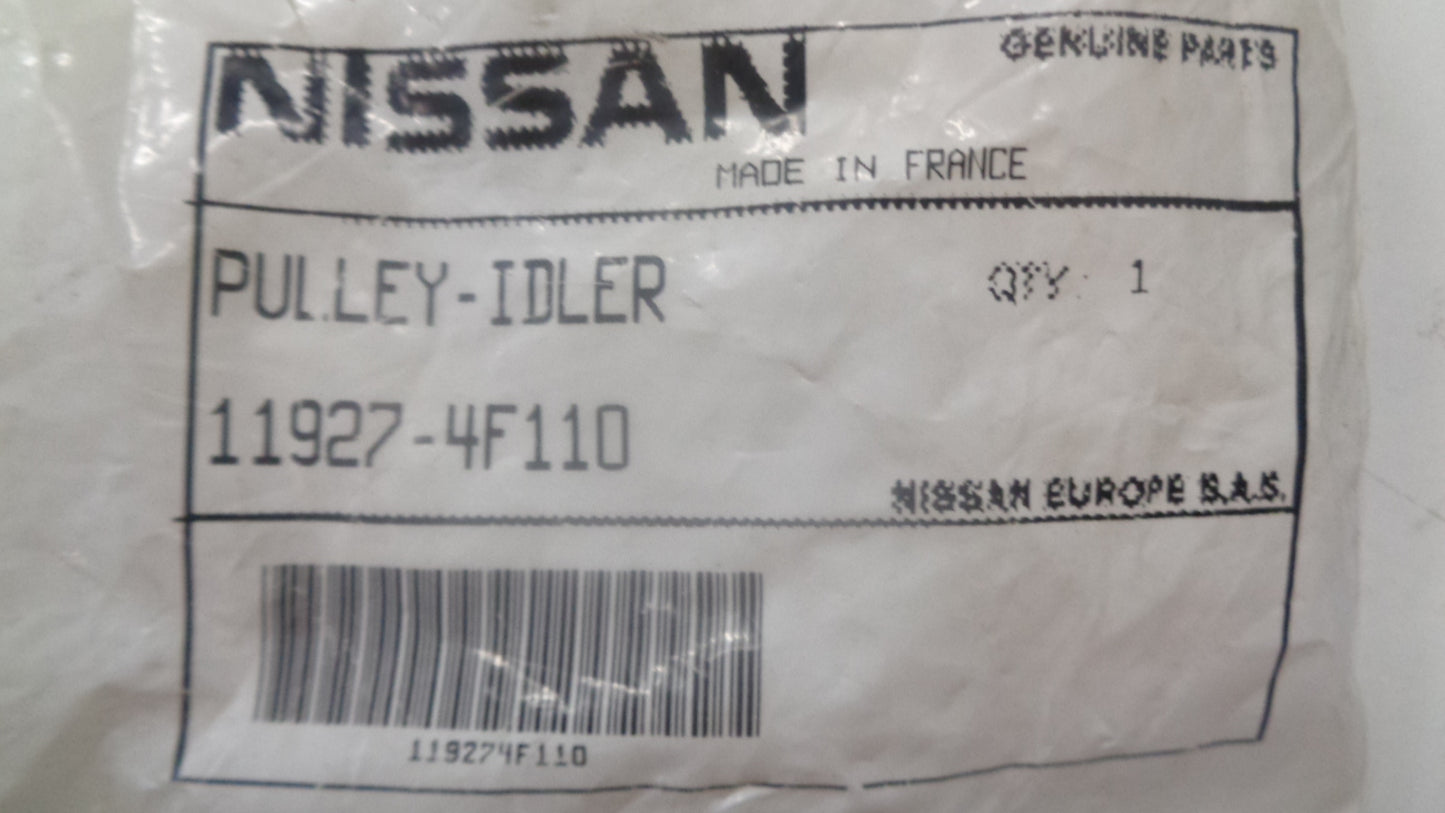 NISSAN GENUINE PARTS
MADE IN FRANCE
PULLEY-IDLER QTY: 1
11927-4F110
NISSAN EUROPE S.A.S.
119274F110